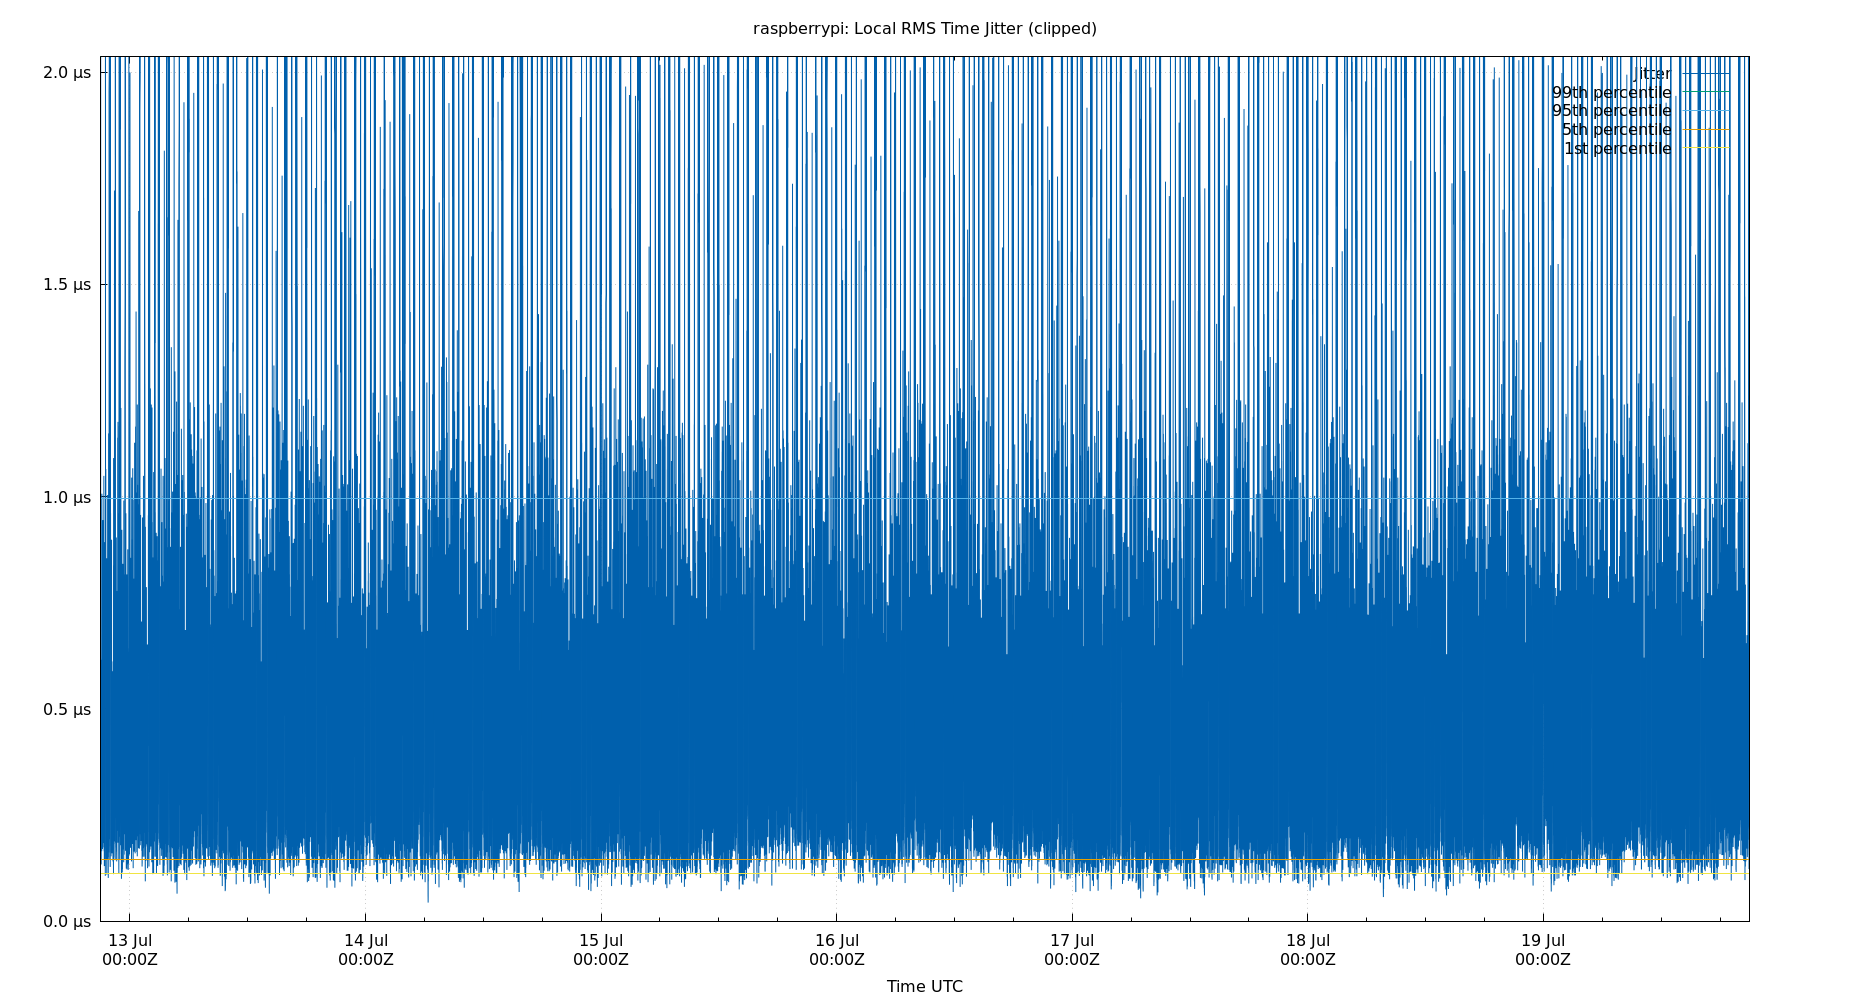 raspberrypi: Local RMS Time Jitter (clipped)
2.0 µs
1.5 µs
1.0 µs
0.5 µs
0.0 µs
jitter
99th percentile
95th percentile
5th percentile
1st percentile
13 Jul 14 Jul 15 Jul 16 Jul 17 Jul 18 Jul 19 Jul
00:00Z 00:00Z 00:00Z 00:00Z 00:00Z 00:00Z 00:00Z
Time UTC